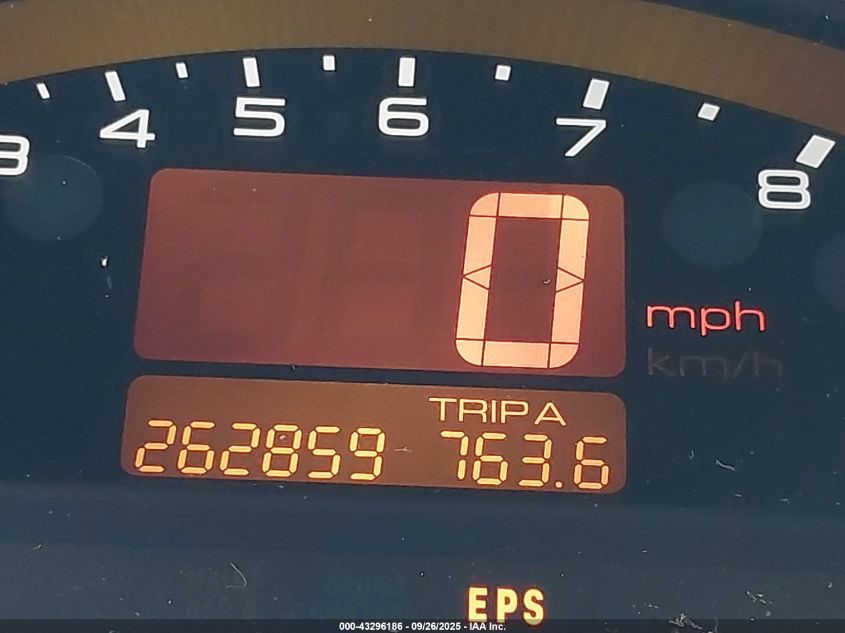 3 4 5 6 7 8
0
mph
km/h
TRIP A
262859 763.6
EPS
000-43296186 - 09/26/2025 - IAA Inc.